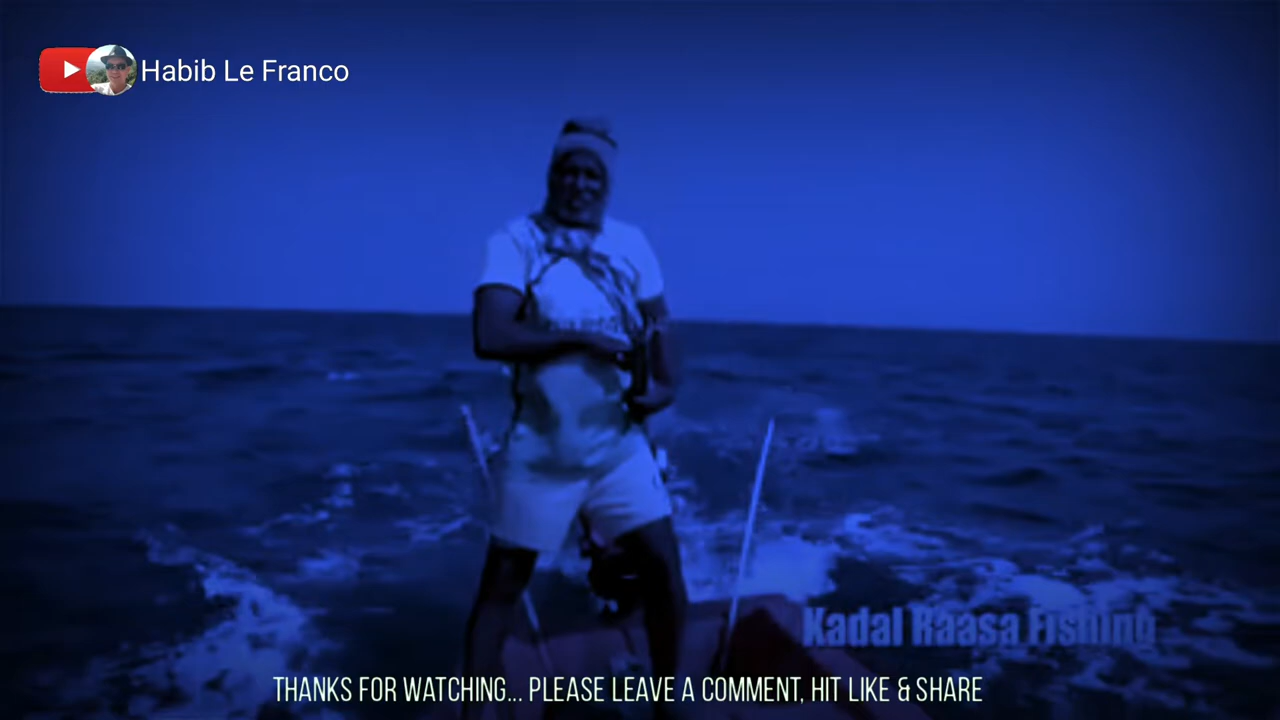 Habib Le Franco
Kadal Raasa Fishing
THANKS FOR WATCHING... PLEASE LEAVE A COMMENT, HIT LIKE & SHARE